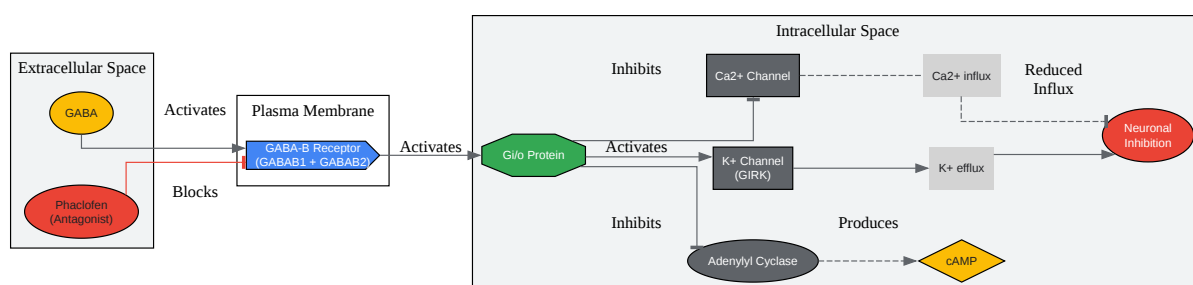 Extracellular Space
GABA
Phaclofen
(Antagonist)
Activates
Blocks
Plasma Membrane
GABA-B Receptor
(GABAB1 + GABAB2)
Activates
Intracellular Space
Gi/o Protein
Inhibits
Activates
Inhibits
Ca2+ Channel
K+ Channel
(GIRK)
Adenylyl Cyclase
Produces
Ca2+ influx
K+ efflux
cAMP
Reduced
Influx
Neuronal
Inhibition